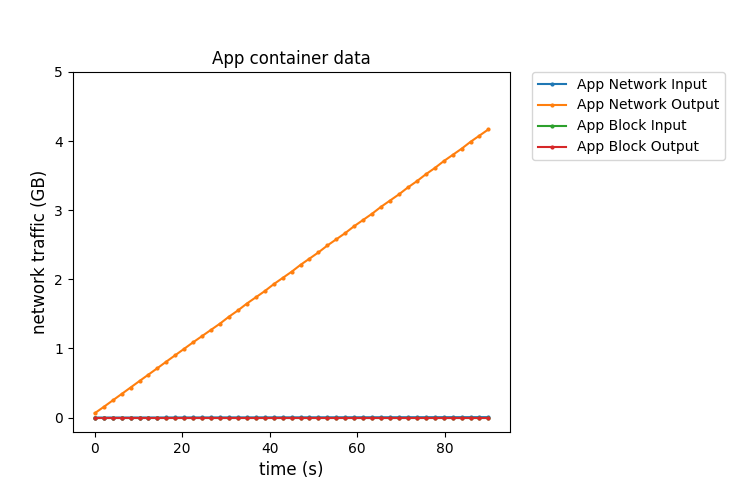 App container data
App Network Input
App Network Output
App Block Input
App Block Output
network traffic (GB)
5
4
3
2
1
0
0 20 40 60 80
time (s)